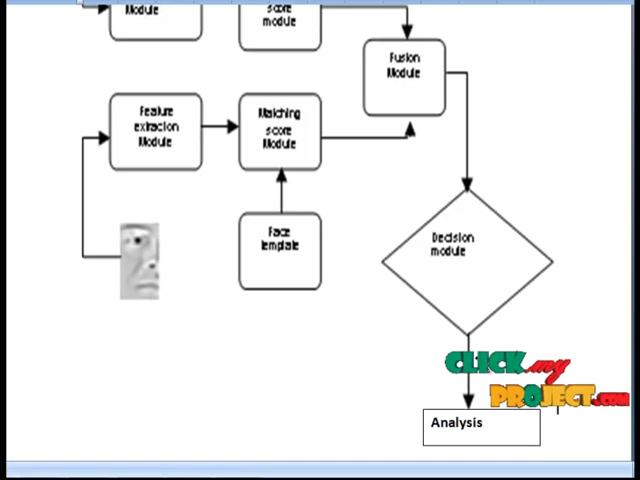 Module
score
module
Fusion
Module
Feature
extraction
Module
Matching
score
Module
Face
template
Decision
module
CLICK my
PROJECT.com
Analysis